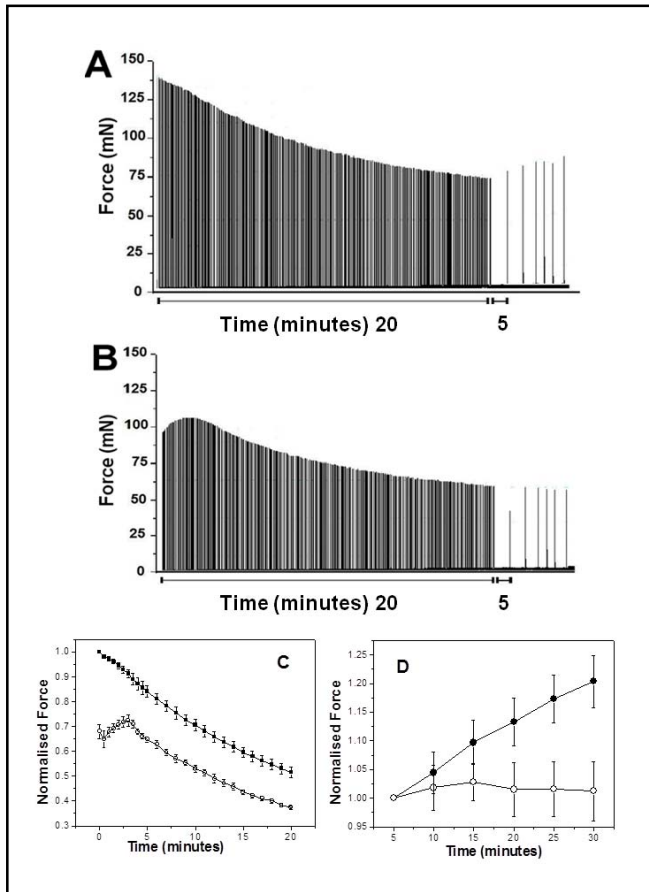 A
Force (mN)
150
125
100
75
50
25
0
Time (minutes) 20
5
B
Force (mN)
150
125
100
75
50
25
0
Time (minutes) 20
5
C
Normalised Force
1.0
0.9
0.8
0.7
0.6
0.5
0.4
0.3
0 5 10 15 20
Time (minutes)
D
Normalised Force
1.25
1.20
1.15
1.10
1.05
1.00
0.95
5 10 15 20 25 30
Time (minutes)